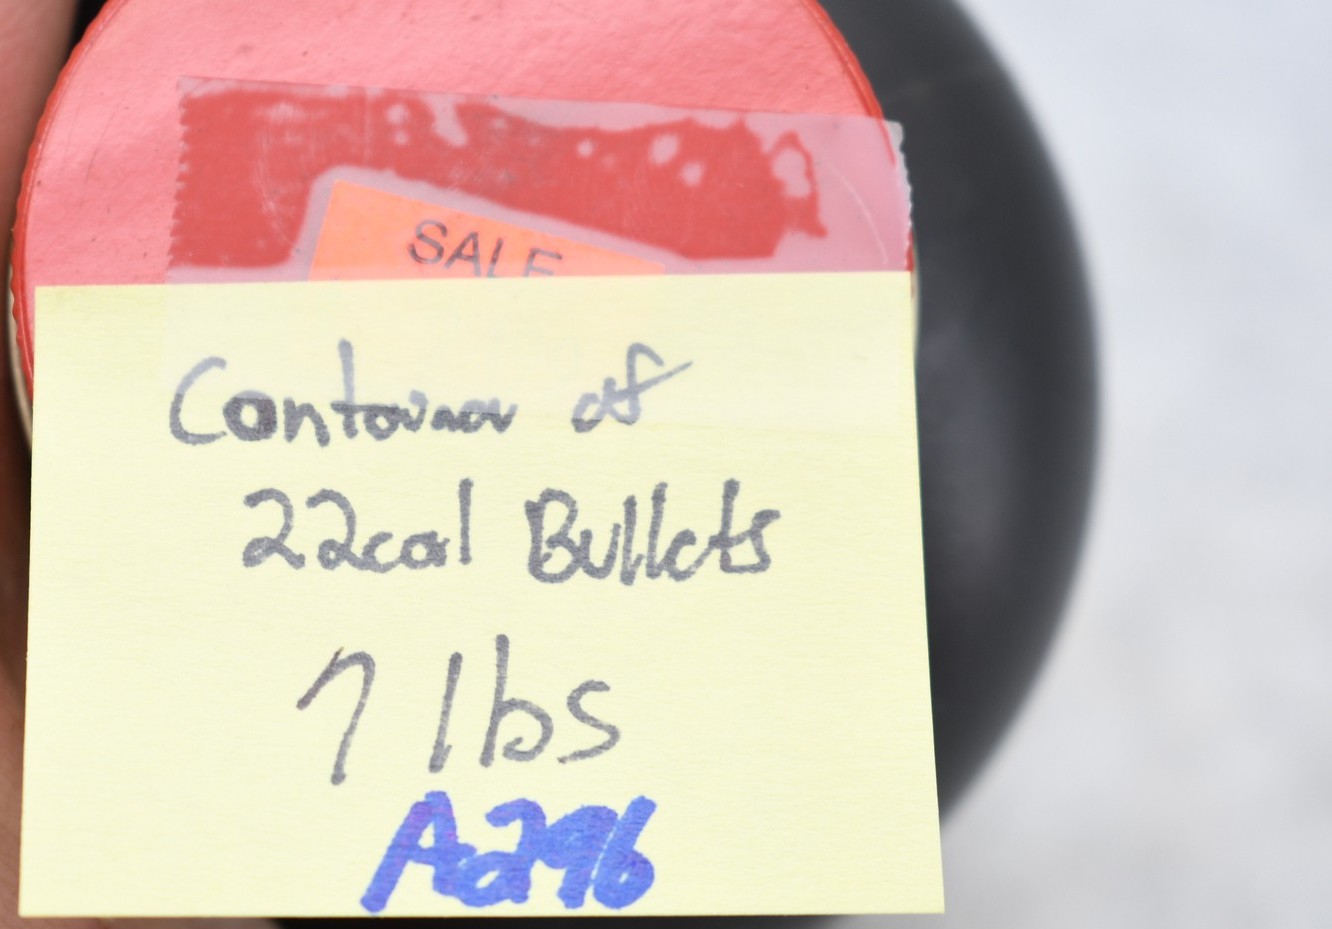 SALE
Container of
22cal Bullets
7 lbs
A296